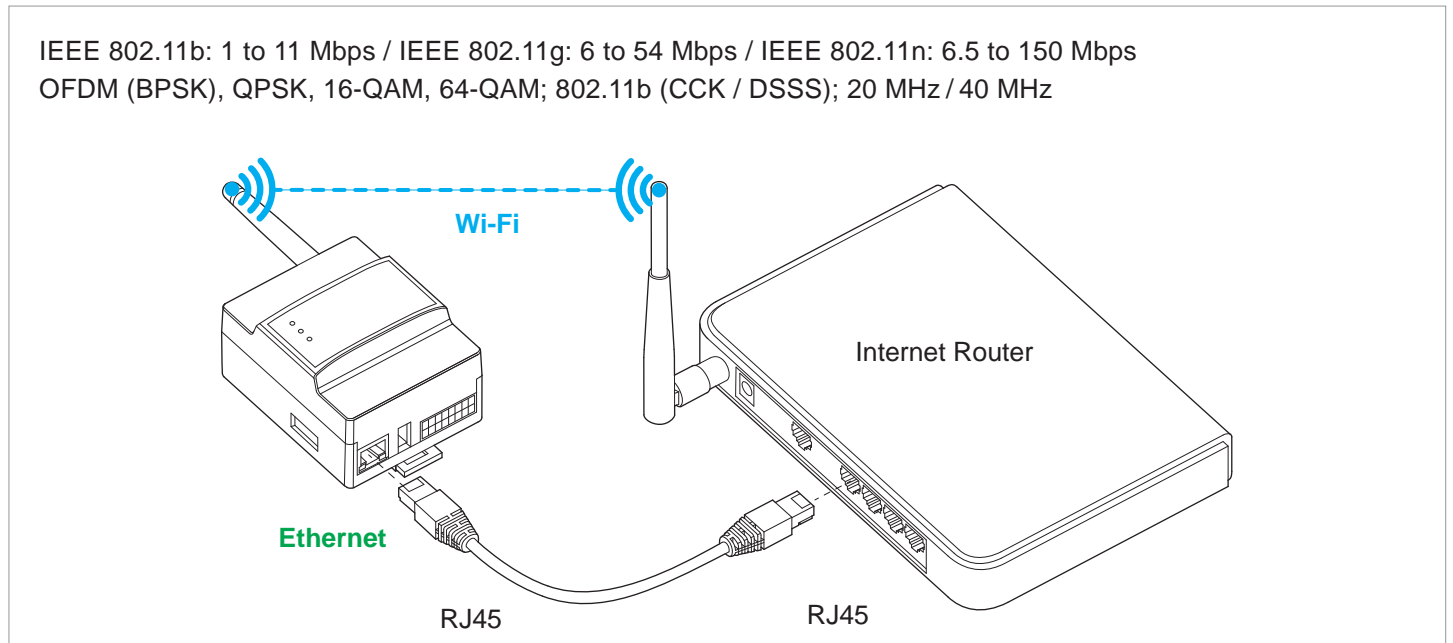 IEEE 802.11b: 1 to 11 Mbps / IEEE 802.11g: 6 to 54 Mbps / IEEE 802.11n: 6.5 to 150 Mbps
OFDM (BPSK), QPSK, 16-QAM, 64-QAM; 802.11b (CCK / DSSS); 20 MHz / 40 MHz
Wi-Fi
Internet Router
Ethernet
RJ45
RJ45